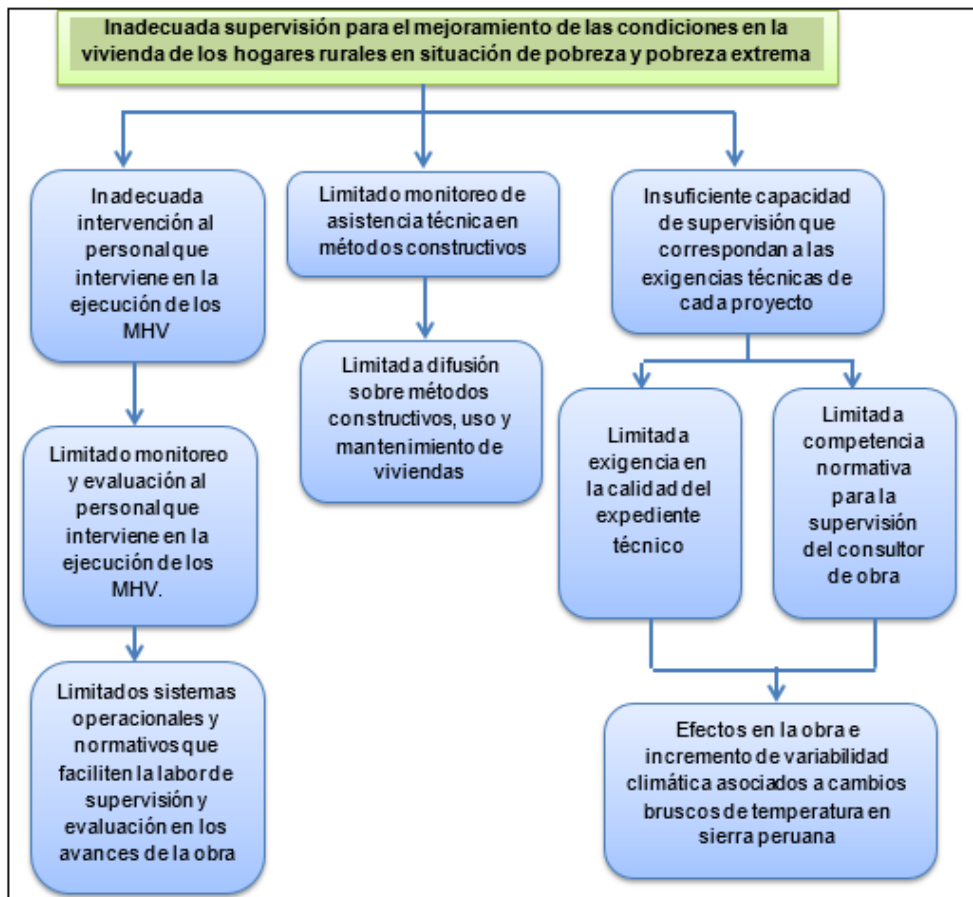 Inadecuada supervisión para el mejoramiento de las condiciones en la
vivienda de los hogares rurales en situación de pobreza y pobreza extrema
Inadecuada
intervención al
personal que
interviene en la
ejecución de los
MHV
Limitado monitoreo
y evaluación al
personal que
interviene en la
ejecución de los
MHV.
Limitados sistemas
operacionales y
normativos que
faciliten la labor de
supervisión y
evaluación en los
avances de la obra
Limitado monitoreo de
asistencia técnica en
métodos constructivos
Limitada difusión
sobre métodos
constructivos, uso y
mantenimiento de
viviendas
Insuficiente capacidad
de supervisión que
correspondan a las
exigencias técnicas de
cada proyecto
Limitada
exigencia en
la calidad del
expediente
técnico
Limitada
competencia
normativa
para la
supervisión
del consultor
de obra
Efectos en la obra e
incremento de variabilidad
climática asociados a cambios
bruscos de temperatura en
sierra peruana